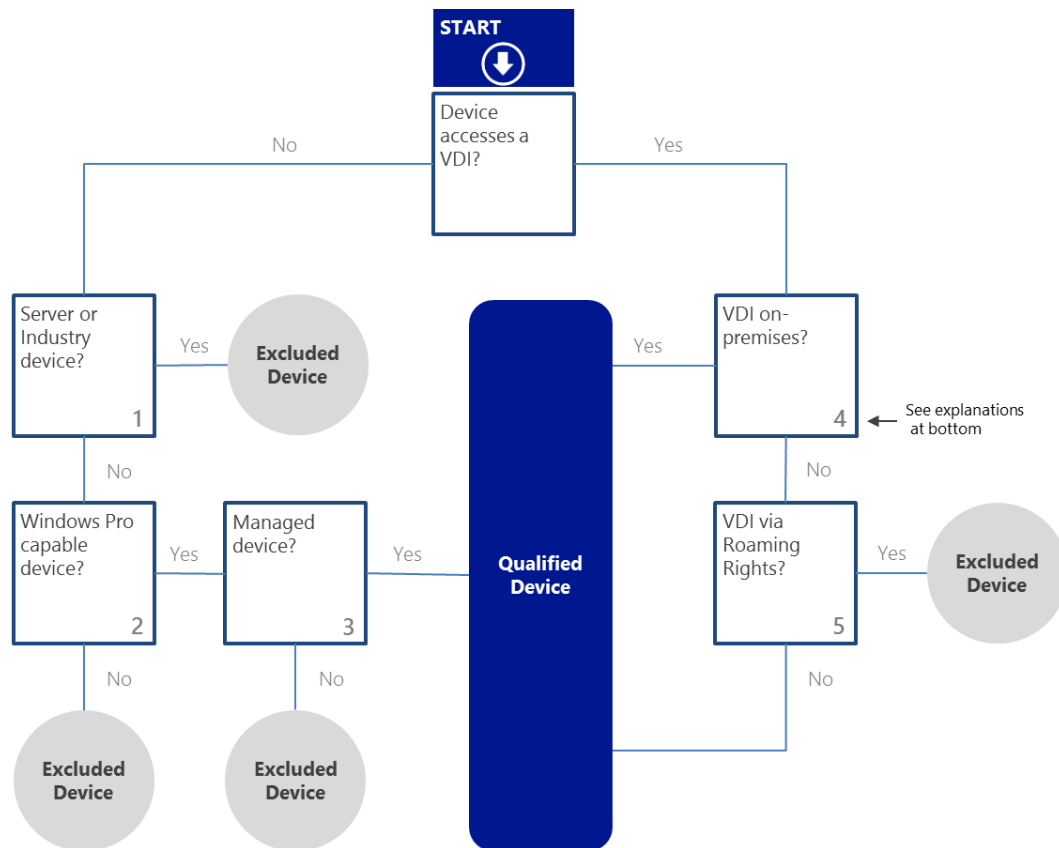 START
Device
accesses a
VDI?
No
Yes
Server or
Industry
device?
1
Yes
Excluded
Device
VDI on-
premises?
4
Yes
See explanations
at bottom
No
No
Windows Pro
capable
device?
2
Yes
Managed
device?
3
Yes
Qualified
Device
VDI via
Roaming
Rights?
5
Yes
Excluded
Device
No
No
No
Excluded
Device
Excluded
Device